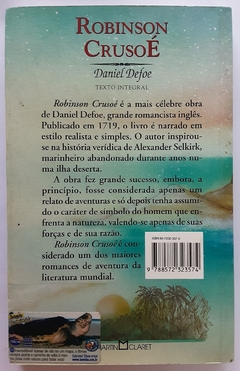 ROBINSON
CRUSOÉ
Daniel Defoe
TEXTO INTEGRAL
Robinson Crusoé é a mais célebre obra
de Daniel Defoe, grande romancista inglês.
Publicado em 1719, o livro é narrado em
estilo realista e simples. O autor inspirou-
se na história verídica de Alexander Selkirk,
marinheiro abandonado durante anos numa
ilha deserta.
A obra fez grande sucesso, embora, a
princípio, fosse considerada apenas um
relato de aventuras e só depois tenha assumi-
do o caráter de símbolo do homem que en-
frenta a natureza, valendo-se apenas de suas
forças e de sua razão.
Robinson Crusoé é con-
siderado um dos maiores
romances de aventura da
literatura mundial.
9 788572 323574
MARTIN CLARET